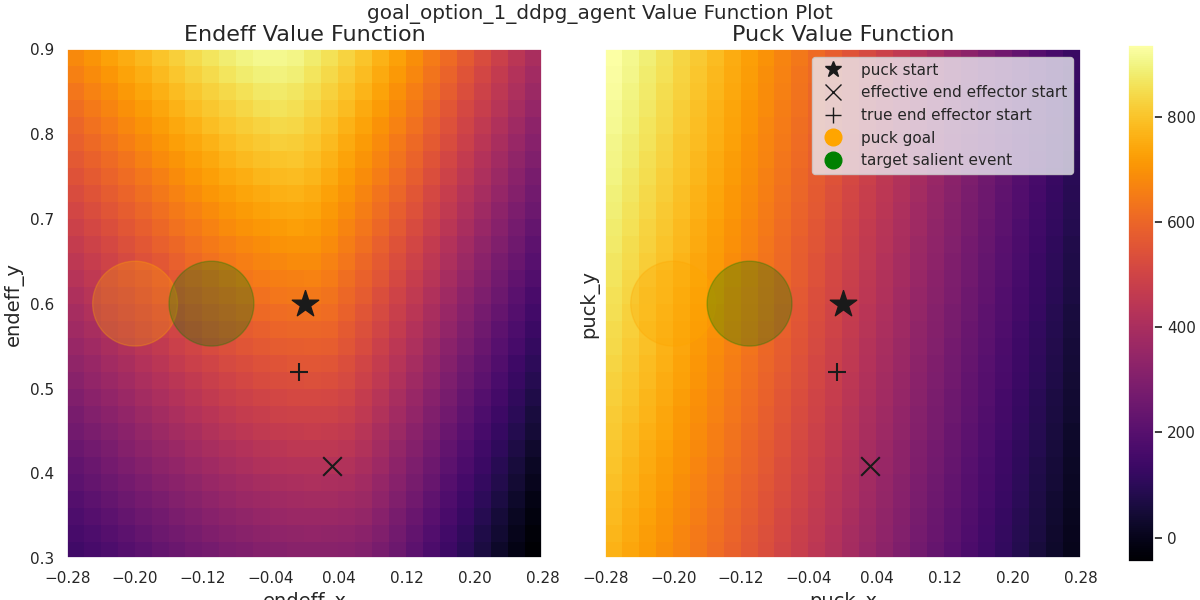 goal_option_1_ddpg_agent Value Function Plot
Endeff Value Function
Puck Value Function
0.9
0.8
0.7
0.6
0.5
0.4
0.3
endeff_y
−0.28 −0.20 −0.12 −0.04 0.04 0.12 0.20 0.28
endeff_x
puck_y
puck start
effective end effector start
true end effector start
puck goal
target salient event
−0.28 −0.20 −0.12 −0.04 0.04 0.12 0.20 0.28
puck_x
800
600
400
200
0